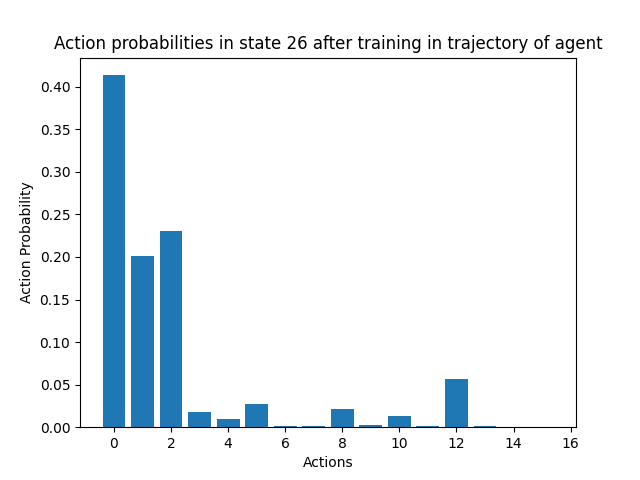 Action probabilities in state 26 after training in trajectory of agent
0.40
0.35
0.30
0.25
0.20
0.15
0.10
0.05
0.00
Action Probability
0 2 4 6 8 10 12 14 16
Actions